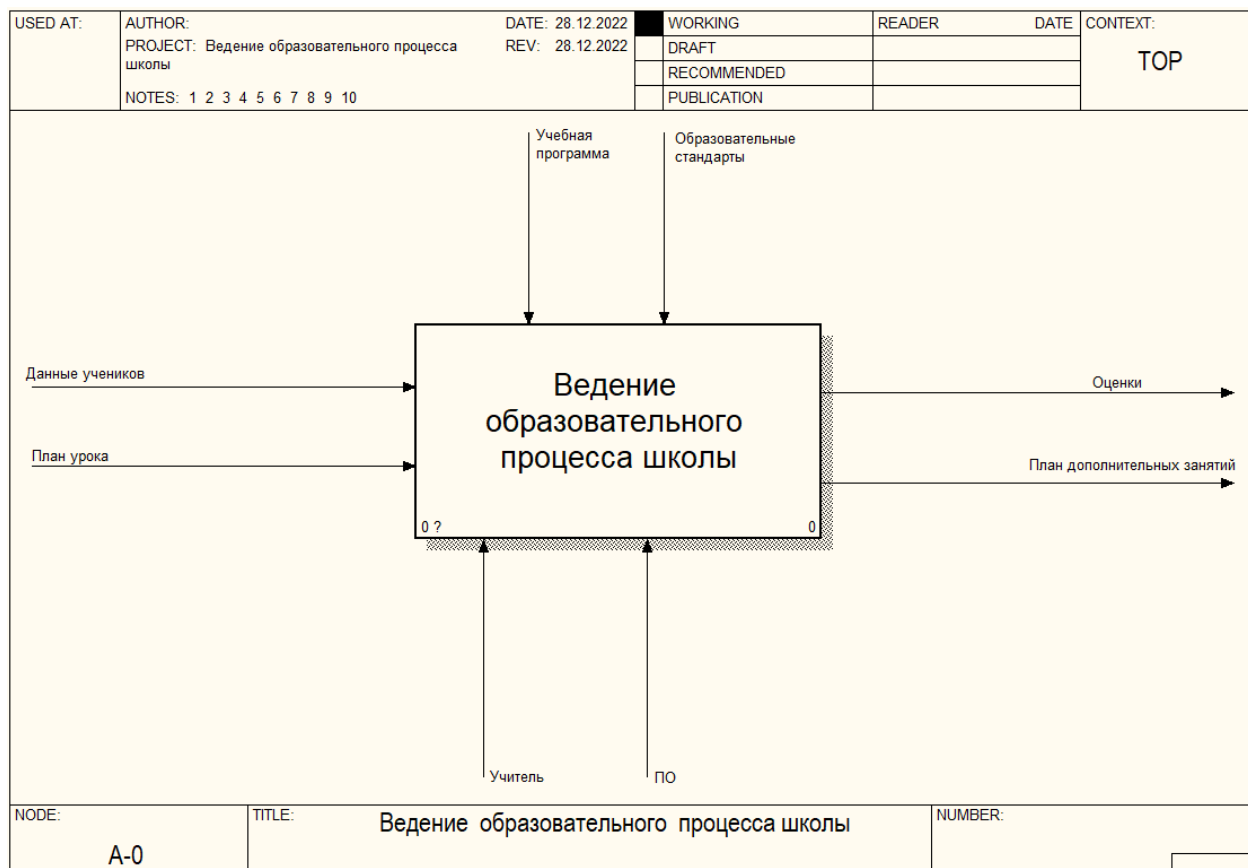 USED AT:
AUTHOR:
DATE: 28.12.2022
PROJECT: Ведение образовательного процесса
школы
REV: 28.12.2022
NOTES: 1 2 3 4 5 6 7 8 9 10
WORKING
DRAFT
RECOMMENDED
PUBLICATION
READER DATE
CONTEXT:
TOP
Учебная
программа
Образовательные
стандарты
Данные учеников
План урока
Ведение
образовательного
процесса школы
0 ?
0
Оценки
План дополнительных занятий
Учитель
ПО
NODE:
A-0
TITLE:
Ведение образовательного процесса школы
NUMBER: